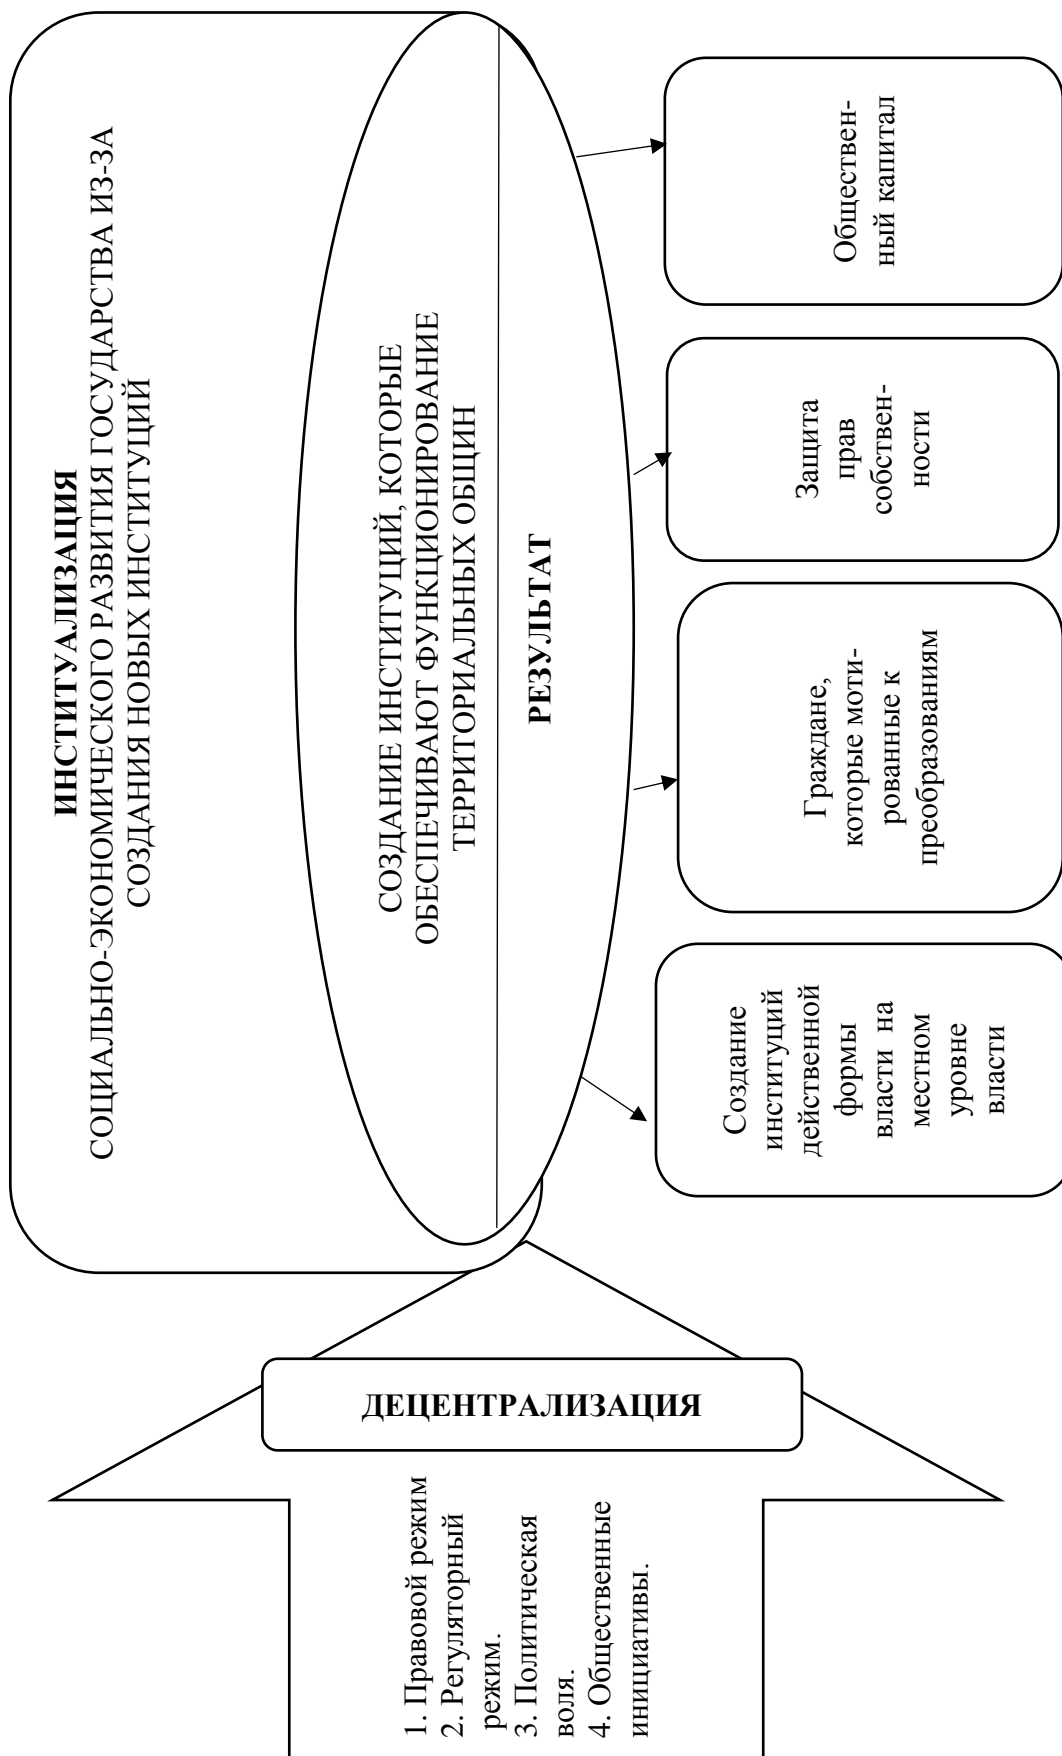 ИНСТИТУАЛИЗАЦИЯ
СОЦИАЛЬНО-ЭКОНОМИЧЕСКОГО РАЗВИТИЯ ГОСУДАРСТВА ИЗ-ЗА
СОЗДАНИЯ НОВЫХ ИНСТИТУЦИЙ
СОЗДАНИЕ ИНСТИТУЦИЙ, КОТОРЫЕ
ОБЕСПЕЧИВАЮТ ФУНКЦИОНИРОВАНИЕ
ТЕРРИТОРИАЛЬНЫХ ОБЩИН
РЕЗУЛЬТАТ
ДЕЦЕНТРАЛИЗАЦИЯ
1. Правовой режим
2. Регуляторный
режим.
3. Политическая
воля.
4. Общественные
инициативы.
Создание
институций
действенной
формы
власти на
местном
уровне
власти
Граждане,
которые моти-
рованные к
преобразованиям
Защита
прав
собствен-
ности
Обществен-
ный капитал